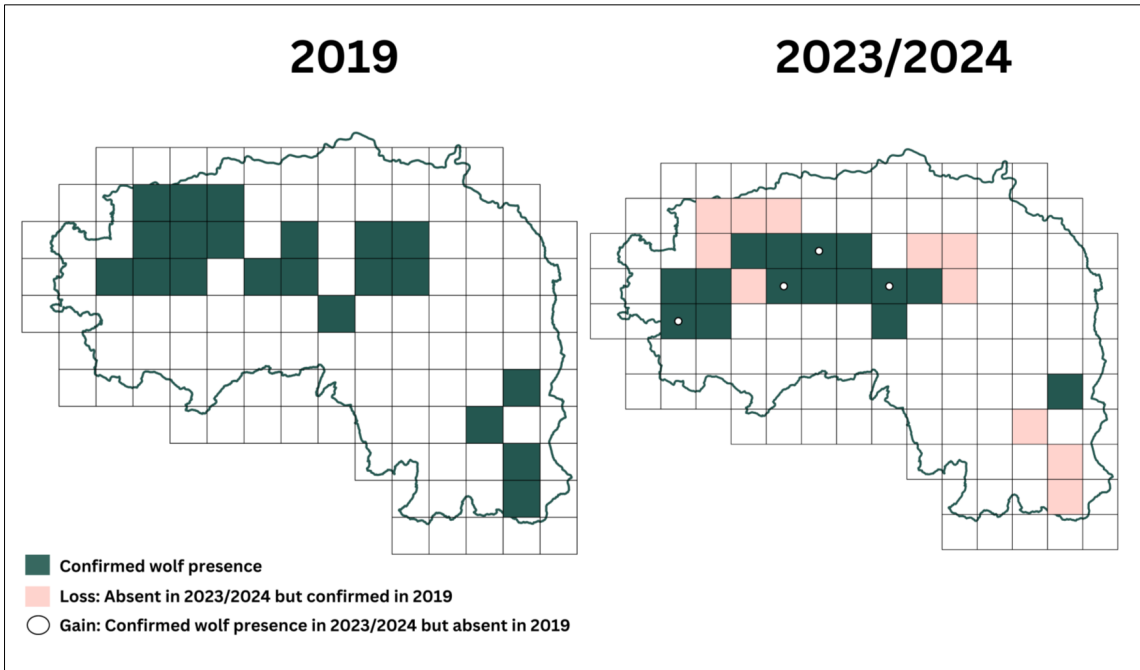 2019
2023/2024
Confirmed wolf presence
Loss: Absent in 2023/2024 but confirmed in 2019
Gain: Confirmed wolf presence in 2023/2024 but absent in 2019